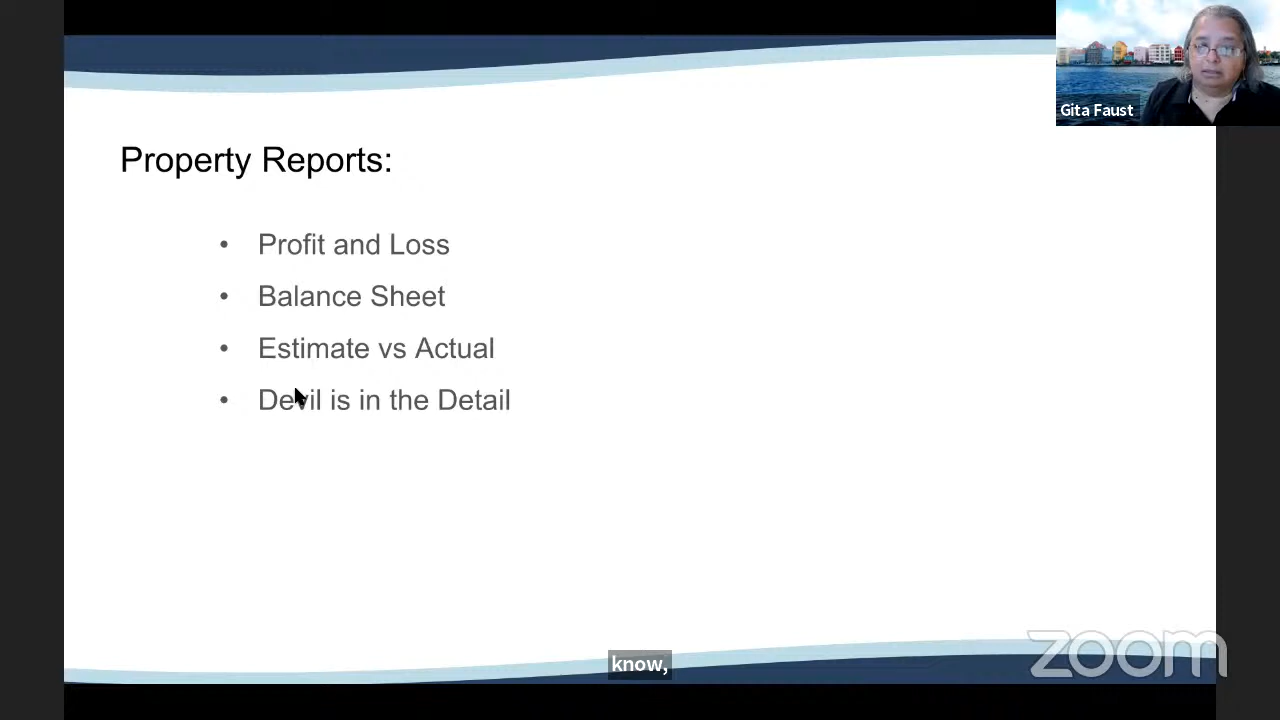 Gita Faust
Property Reports:
• Profit and Loss
• Balance Sheet
• Estimate vs Actual
• Devil is in the Detail
zoom
know,